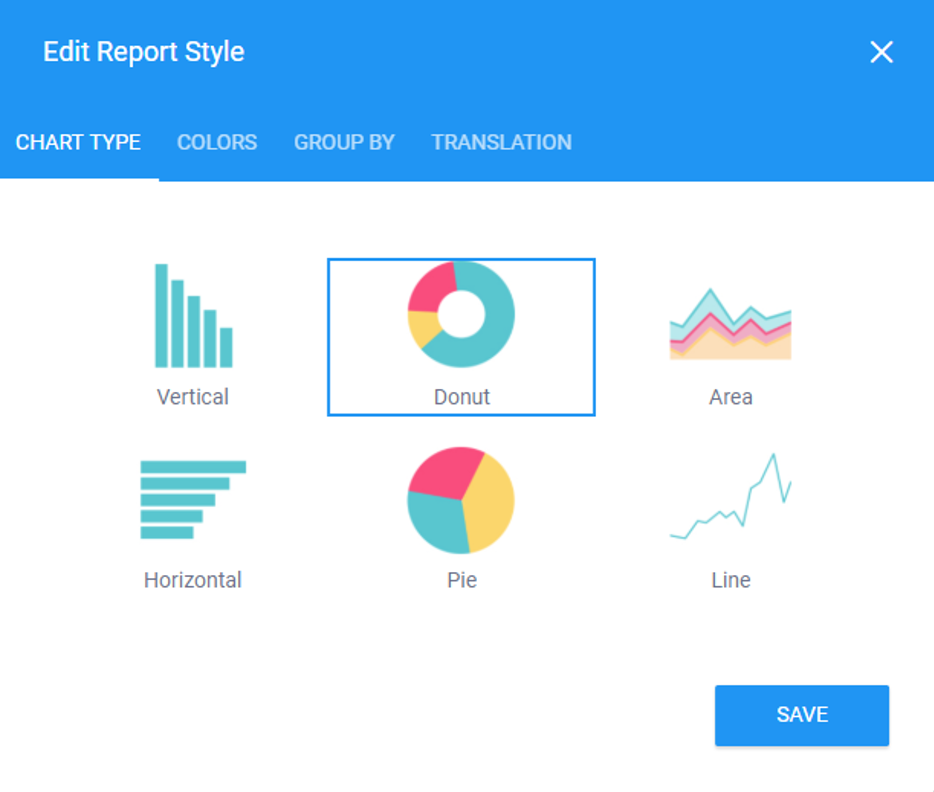 Edit Report Style
CHART TYPE COLORS GROUP BY TRANSLATION
Vertical Donut Area
Horizontal Pie Line
SAVE